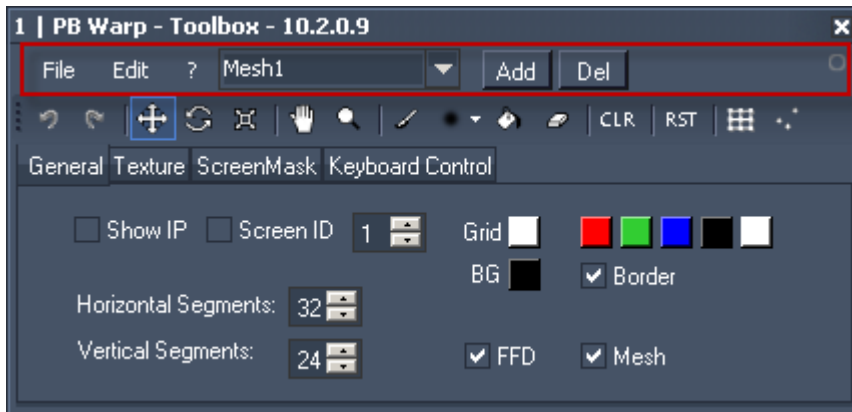 1 | PB Warp - Toolbox - 10.2.0.9
File Edit ? Mesh1 Add Del
CLR RST
General Texture ScreenMask Keyboard Control
Show IP Screen ID 1 Grid
BG Border
Horizontal Segments: 32
Vertical Segments: 24 FFD Mesh